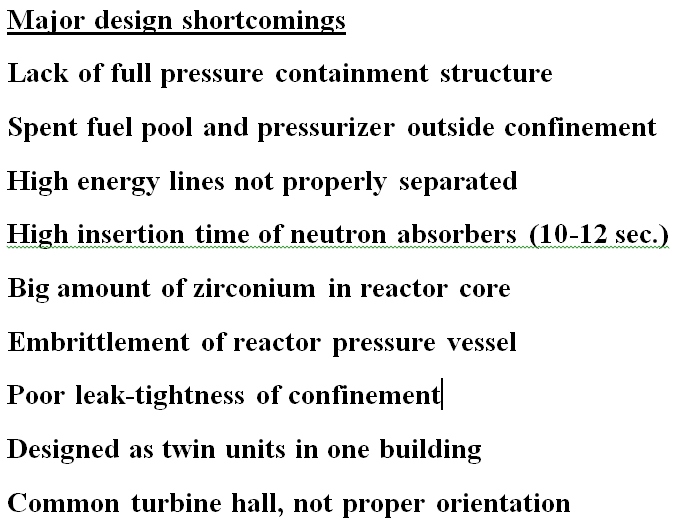 Major design shortcomings
Lack of full pressure containment structure
Spent fuel pool and pressurizer outside confinement
High energy lines not properly separated
High insertion time of neutron absorbers (10-12 sec.)
Big amount of zirconium in reactor core
Embrittlement of reactor pressure vessel
Poor leak-tightness of confinement
Designed as twin units in one building
Common turbine hall, not proper orientation